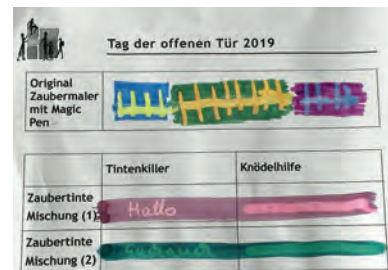 Tag der offenen Tür 2019
Original
Zaubermaler
mit Magic
Pen
Tintenkiller Knödelhilfe
Zaubertinte
Mischung (1)
Hallo
Zaubertinte
Mischung (2)